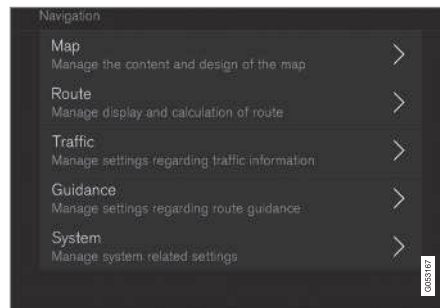 Navigation
Map
Manage the content and design of the map
Route
Manage display and calculation of route
Traffic
Manage settings regarding traffic information
Guidance
Manage settings regarding route guidance
System
Manage system related settings
G053167